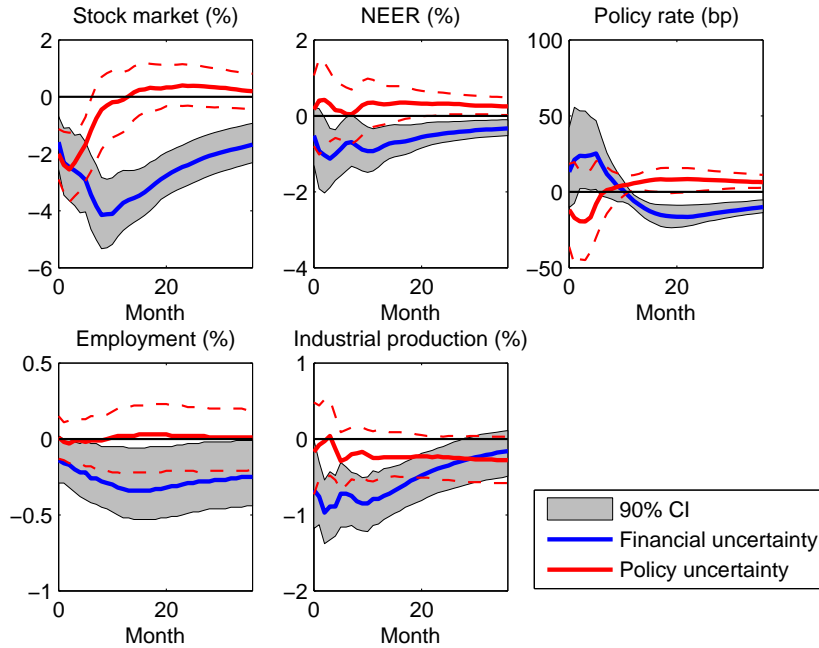 Stock market (%)
2
0
−2
−4
−6
0
20
Month
NEER (%)
2
0
−2
−4
0
20
Month
Policy rate (bp)
100
50
0
−50
0
20
Month
Employment (%)
0.5
0
−0.5
−1
0
20
Month
Industrial production (%)
1
0
−1
−2
0
20
Month
90% CI
Financial uncertainty
Policy uncertainty